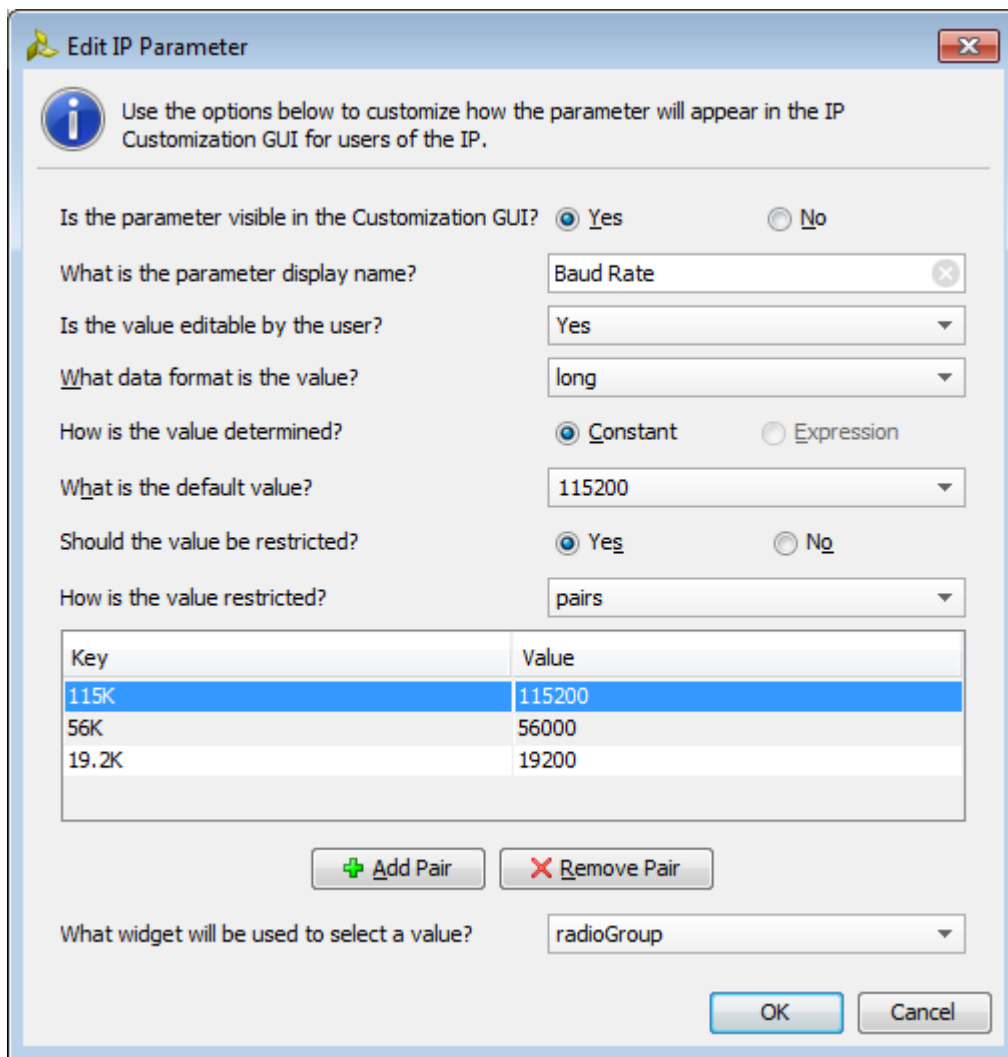 Edit IP Parameter
Use the options below to customize how the parameter will appear in the IP
Customization GUI for users of the IP.
Is the parameter visible in the Customization GUI? Yes No
What is the parameter display name? Baud Rate
Is the value editable by the user? Yes
What data format is the value? long
How is the value determined? Constant Expression
What is the default value? 115200
Should the value be restricted? Yes No
How is the value restricted? pairs
Key Value
115K 115200
56K 56000
19.2K 19200
Add Pair Remove Pair
What widget will be used to select a value? radioGroup
OK Cancel